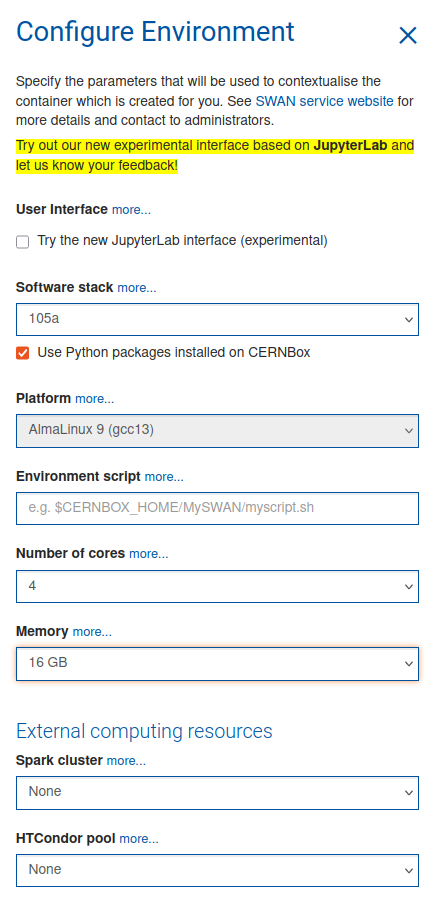 Configure Environment
Specify the parameters that will be used to contextualise the
container which is created for you. See SWAN service website for
more details and contact to administrators.
Try out our new experimental interface based on JupyterLab and
let us know your feedback!
User Interface more...
Try the new JupyterLab interface (experimental)
Software stack more...
105a
Use Python packages installed on CERNBox
Platform more...
AlmaLinux 9 (gcc13)
Environment script more...
e.g. $CERNBOX_HOME/MySWAN/myscript.sh
Number of cores more...
4
Memory more...
16 GB
External computing resources
Spark cluster more...
None
HTCondor pool more...
None